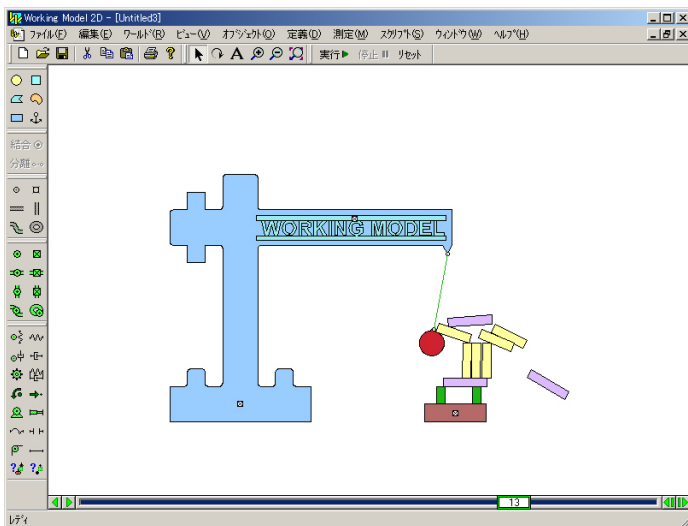 Working Model 2D - [Untitled3]
ファイル(F) 編集(E) ワールド(R) ビュー(V) オブジェクト(O) 定義(D) 測定(M) スクリプト(S) ウィンドウ(W) ヘルプ(H)
A 実行 停止 リセット
結合
分離
WORKING MODEL
13
レディ